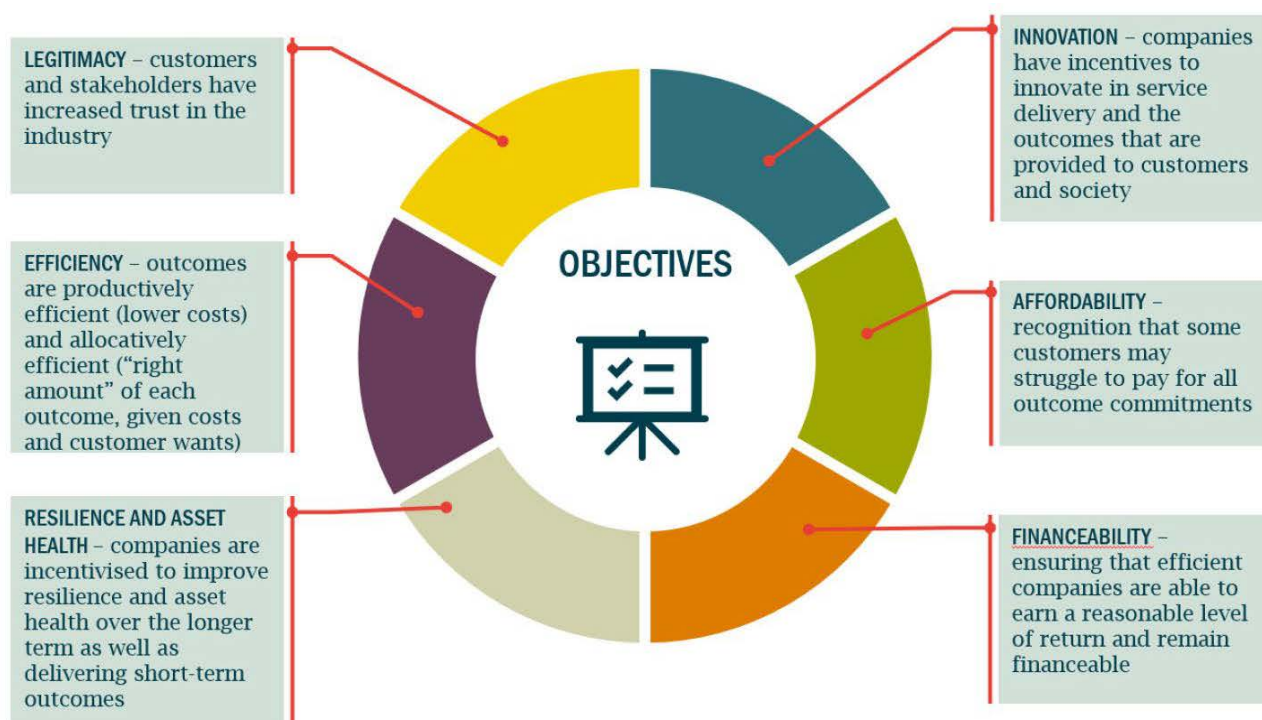 LEGITIMACY – customers
and stakeholders have
increased trust in the
industry
EFFICIENCY – outcomes
are productively
efficient (lower costs)
and allocatively
efficient (“right
amount” of each
outcome, given costs
and customer wants)
RESILIENCE AND ASSET
HEALTH – companies are
incentivised to improve
resilience and asset
health over the longer
term as well as
delivering short-term
outcomes
OBJECTIVES
INNOVATION – companies
have incentives to
innovate in service
delivery and the
outcomes that are
provided to customers
and society
AFFORDABILITY –
recognition that some
customers may
struggle to pay for all
outcome commitments
FINANCEABILITY –
ensuring that efficient
companies are able to
earn a reasonable level
of return and remain
financeable